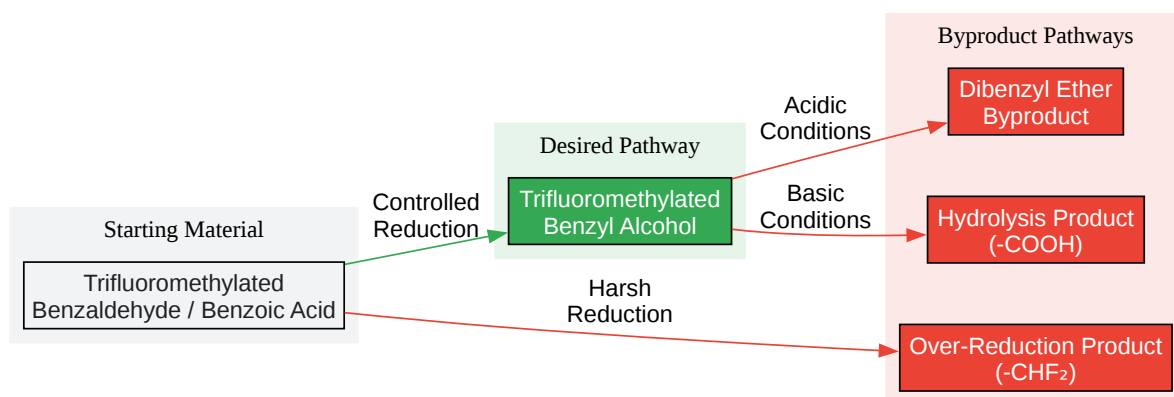 Starting Material
Trifluoromethylated
Benzaldehyde / Benzoic Acid
Controlled
Reduction
Harsh
Reduction
Desired Pathway
Trifluoromethylated
Benzyl Alcohol
Acidic
Conditions
Basic
Conditions
Byproduct Pathways
Dibenzyl Ether
Byproduct
Hydrolysis Product
(-COOH)
Over-Reduction Product
(-CHF₂)